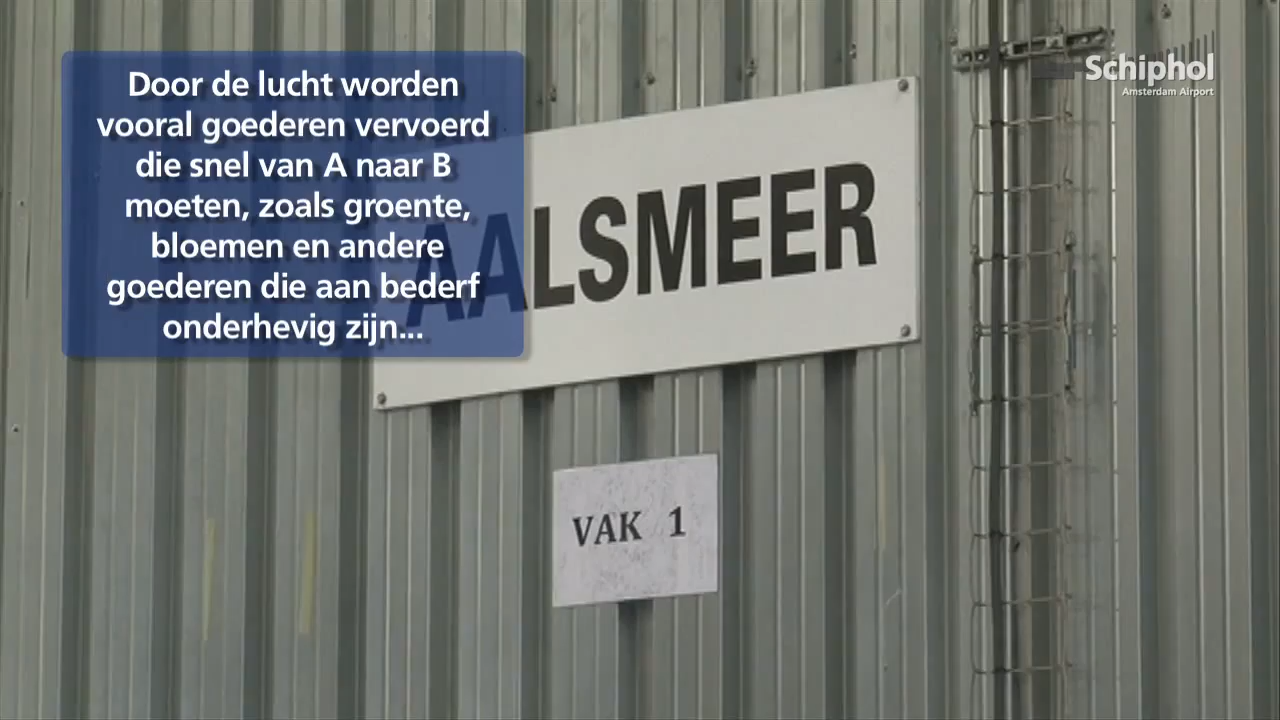 Door de lucht worden
vooral goederen vervoerd
die snel van A naar B
moeten, zoals groente,
bloemen en andere
goederen die aan bederf
onderhevig zijn...
Schiphol
Amsterdam Airport
AALSMEER
VAK 1